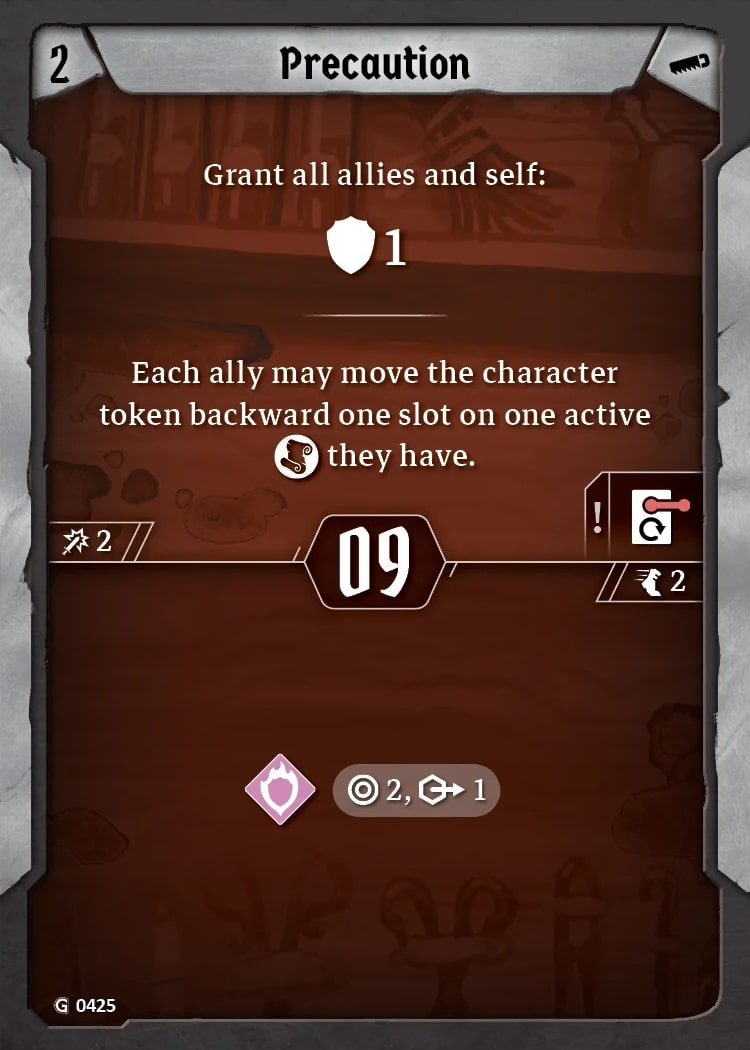 2
Precaution
Grant all allies and self:
1
Each ally may move the character
token backward one slot on one active
they have.
!
2
09
2
2, 1
G 0425